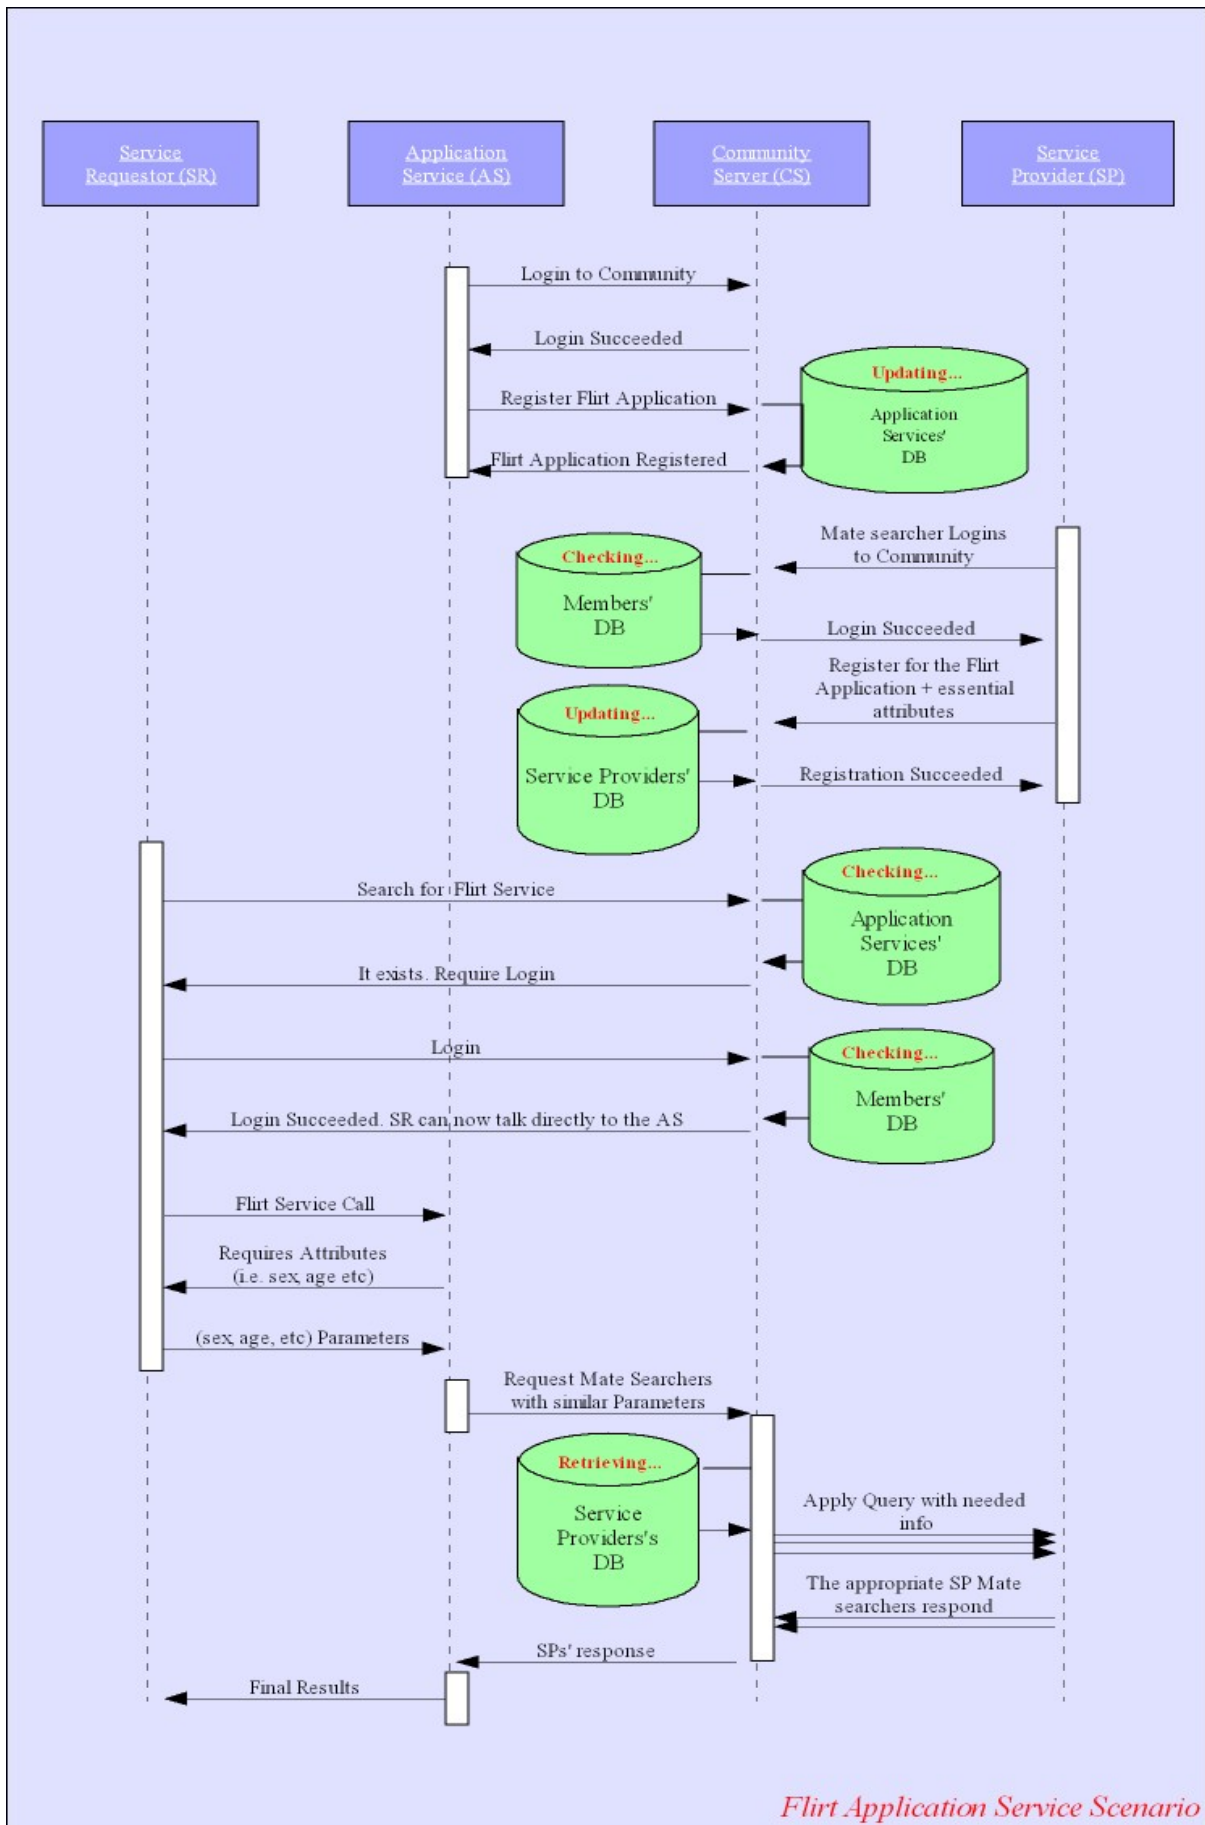 Service
Requestor (SR)
Application
Service (AS)
Community
Server (CS)
Service
Provider (SP)
Login to Community
Login Succeeded
Updating...
Register Flirt Application
Application
Services'
DB
Flirt Application Registered
Mate searcher Logins
to Community
Checking...
Members'
DB
Login Succeeded
Register for the Flirt
Application + essential
attributes
Updating...
Service Providers'
DB
Registration Succeeded
Search for Flirt Service
Checking...
Application
Services'
DB
It exists. Require Login
Login
Checking...
Members'
DB
Login Succeeded. SR can now talk directly to the AS
Flirt Service Call
Requires Attributes
(i.e. sex, age etc)
(sex, age, etc) Parameters
Request Mate Searchers
with similar Parameters
Retrieving...
Service
Providers's
DB
Apply Query with needed
info
The appropriate SP Mate
searchers respond
SPs' response
Final Results
Flirt Application Service Scenario